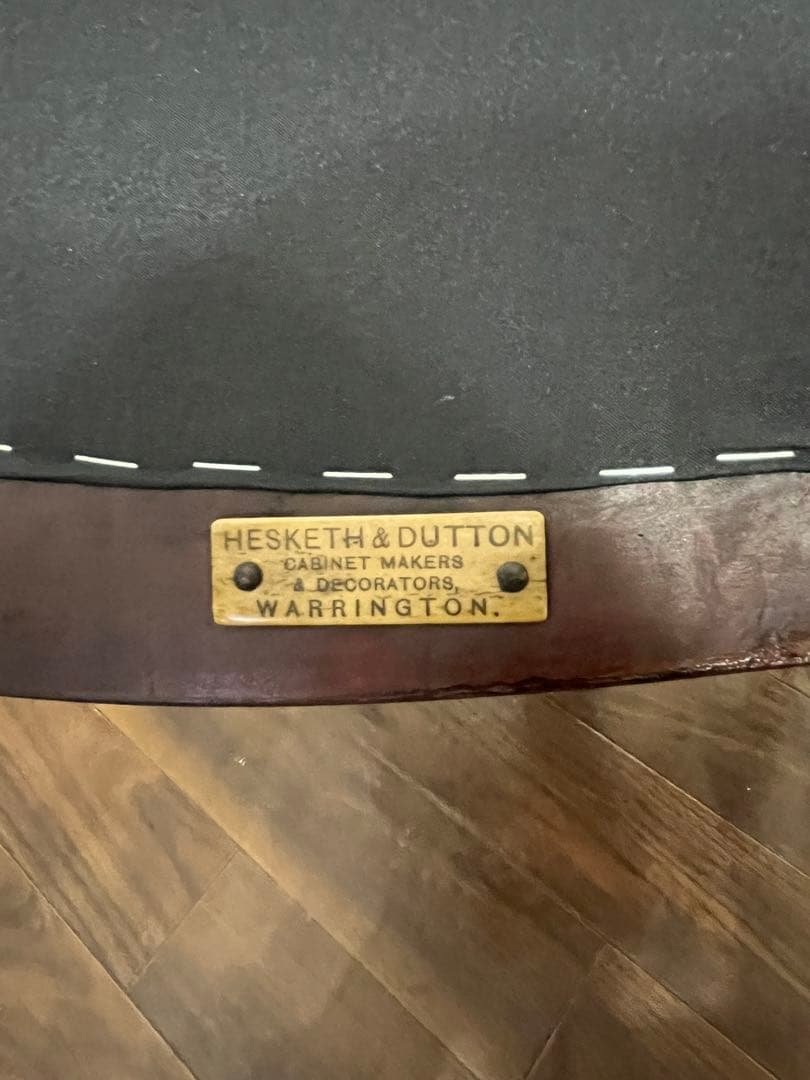 HESKETH & DUTTON
CABINET MAKERS
& DECORATORS,
WARRINGTON.